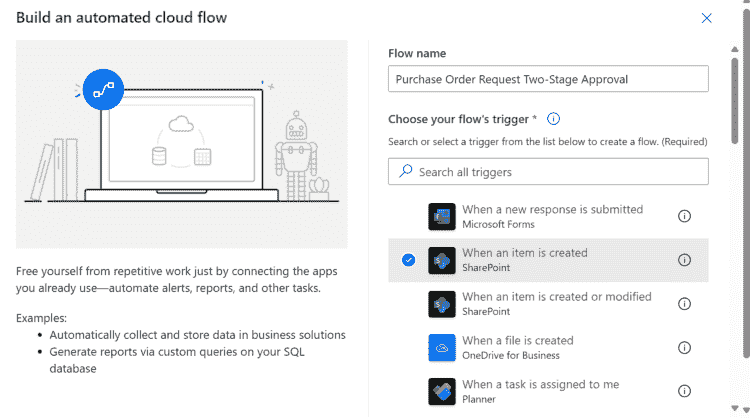 Build an automated cloud flow
Free yourself from repetitive work just by connecting the apps
you already use—automate alerts, reports, and other tasks.
Examples:
• Automatically collect and store data in business solutions
• Generate reports via custom queries on your SQL
database
Flow name
Purchase Order Request Two-Stage Approval
Choose your flow's trigger *
Search or select a trigger from the list below to create a flow. (Required)
Search all triggers
When a new response is submitted
Microsoft Forms
When an item is created
SharePoint
When an item is created or modified
SharePoint
When a file is created
OneDrive for Business
When a task is assigned to me
Planner